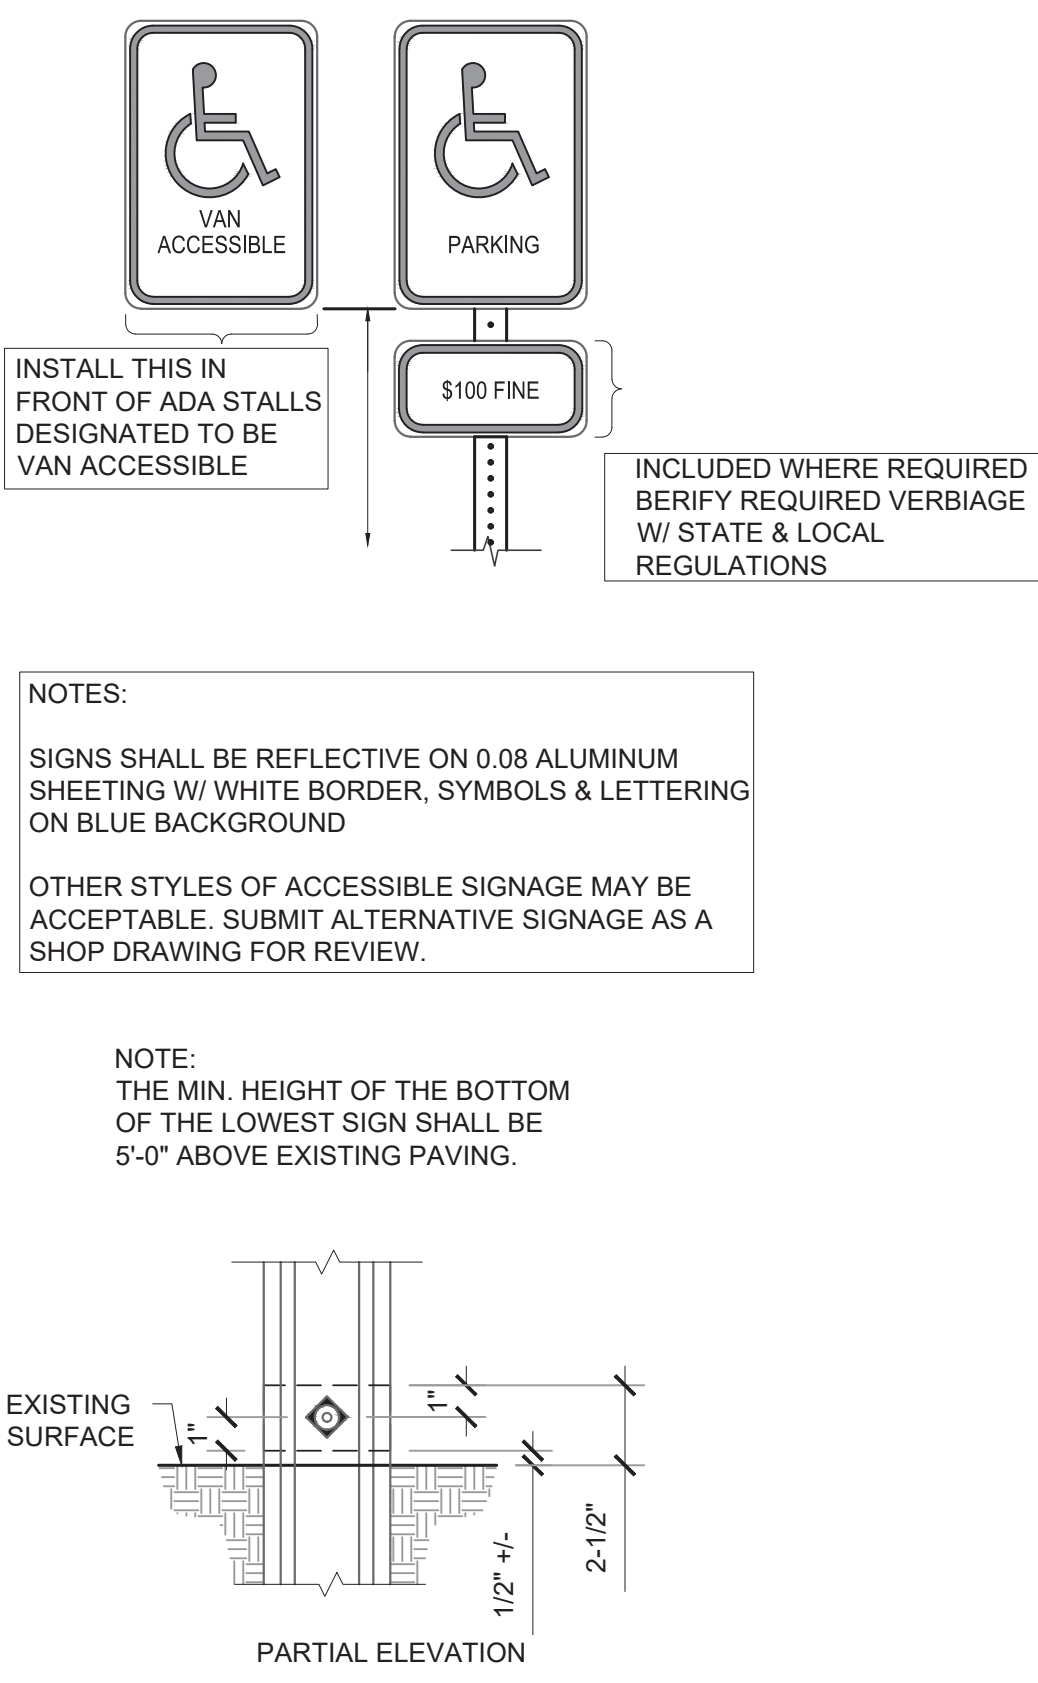 VAN
ACCESSIBLE
PARKING
$100 FINE
INSTALL THIS IN
FRONT OF ADA STALLS
DESIGNATED TO BE
VAN ACCESSIBLE
INCLUDED WHERE REQUIRED
BERIFY REQUIRED VERBIAGE
W/ STATE & LOCAL
REGULATIONS
NOTES:
SIGNS SHALL BE REFLECTIVE ON 0.08 ALUMINUM
SHEETING W/ WHITE BORDER, SYMBOLS & LETTERING
ON BLUE BACKGROUND
OTHER STYLES OF ACCESSIBLE SIGNAGE MAY BE
ACCEPTABLE. SUBMIT ALTERNATIVE SIGNAGE AS A
SHOP DRAWING FOR REVIEW.
NOTE:
THE MIN. HEIGHT OF THE BOTTOM
OF THE LOWEST SIGN SHALL BE
5'-0" ABOVE EXISTING PAVING.
EXISTING
SURFACE
1"
1"
1/2" +/-
2-1/2"
PARTIAL ELEVATION